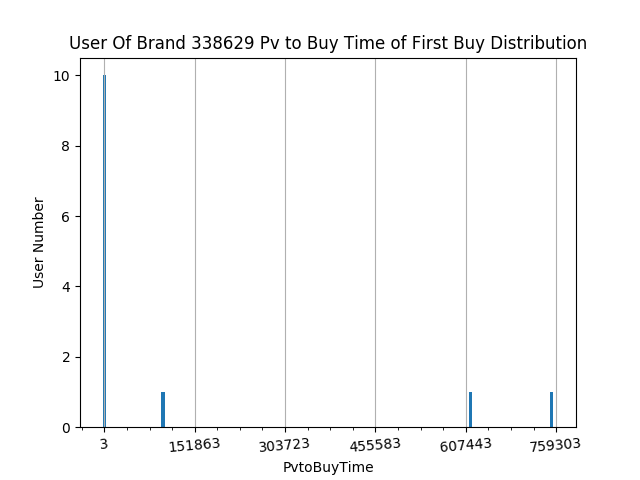 User Of Brand 338629 Pv to Buy Time of First Buy Distribution
10
8
6
4
2
0
User Number
3 151863 303723 455583 607443 759303
PvtoBuyTime